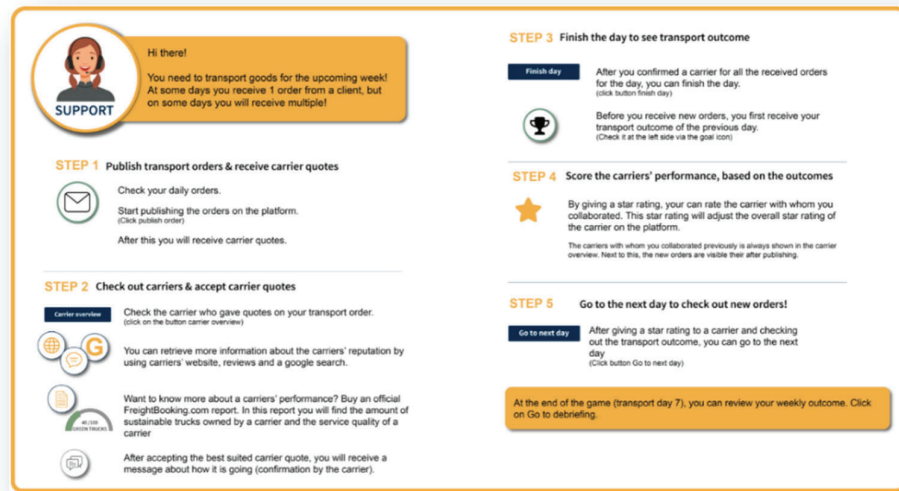 Hi there!
You need to transport goods for the upcoming week!
At some days you receive 1 order from a client, but
on some days you will receive multiple!
SUPPORT
STEP 1 Publish transport orders & receive carrier quotes
Check your daily orders.
Start publishing the orders on the platform.
(Click publish order)
After this you will receive carrier quotes.
STEP 2 Check out carriers & accept carrier quotes
Carrier overview
Check the carrier who gave quotes on your transport order.
(click on the button carrier overview)
G
You can retrieve more information about the carriers' reputation by
using carriers' website, reviews and a google search.
Want to know more about a carriers' performance? Buy an official
FreightBooking.com report. In this report you will find the amount of
sustainable trucks owned by a carrier and the service quality of a
carrier
GREEN TRUCKS
After accepting the best suited carrier quote, you will receive a
message about how it is going (confirmation by the carrier).
STEP 3 Finish the day to see transport outcome
Finish day
After you confirmed a carrier for all the received orders
for the day, you can finish the day.
(click button finish day)
Before you receive new orders, you first receive your
transport outcome of the previous day.
(Check it at the left side via the goal icon)
STEP 4 Score the carriers' performance, based on the outcomes
By giving a star rating, your can rate the carrier with whom you
collaborated. This star rating will adjust the overall star rating of
the carrier on the platform.
The carriers with whom you collaborated previously is always shown in the carrier
overview. Next to this, the new orders are visible their after publishing.
STEP 5 Go to the next day to check out new orders!
Go to next day
After giving a star rating to a carrier and checking
out the transport outcome, you can go to the next
day
(Click button Go to next day)
At the end of the game (transport day 7), you can review your weekly outcome. Click
on Go to debriefing.